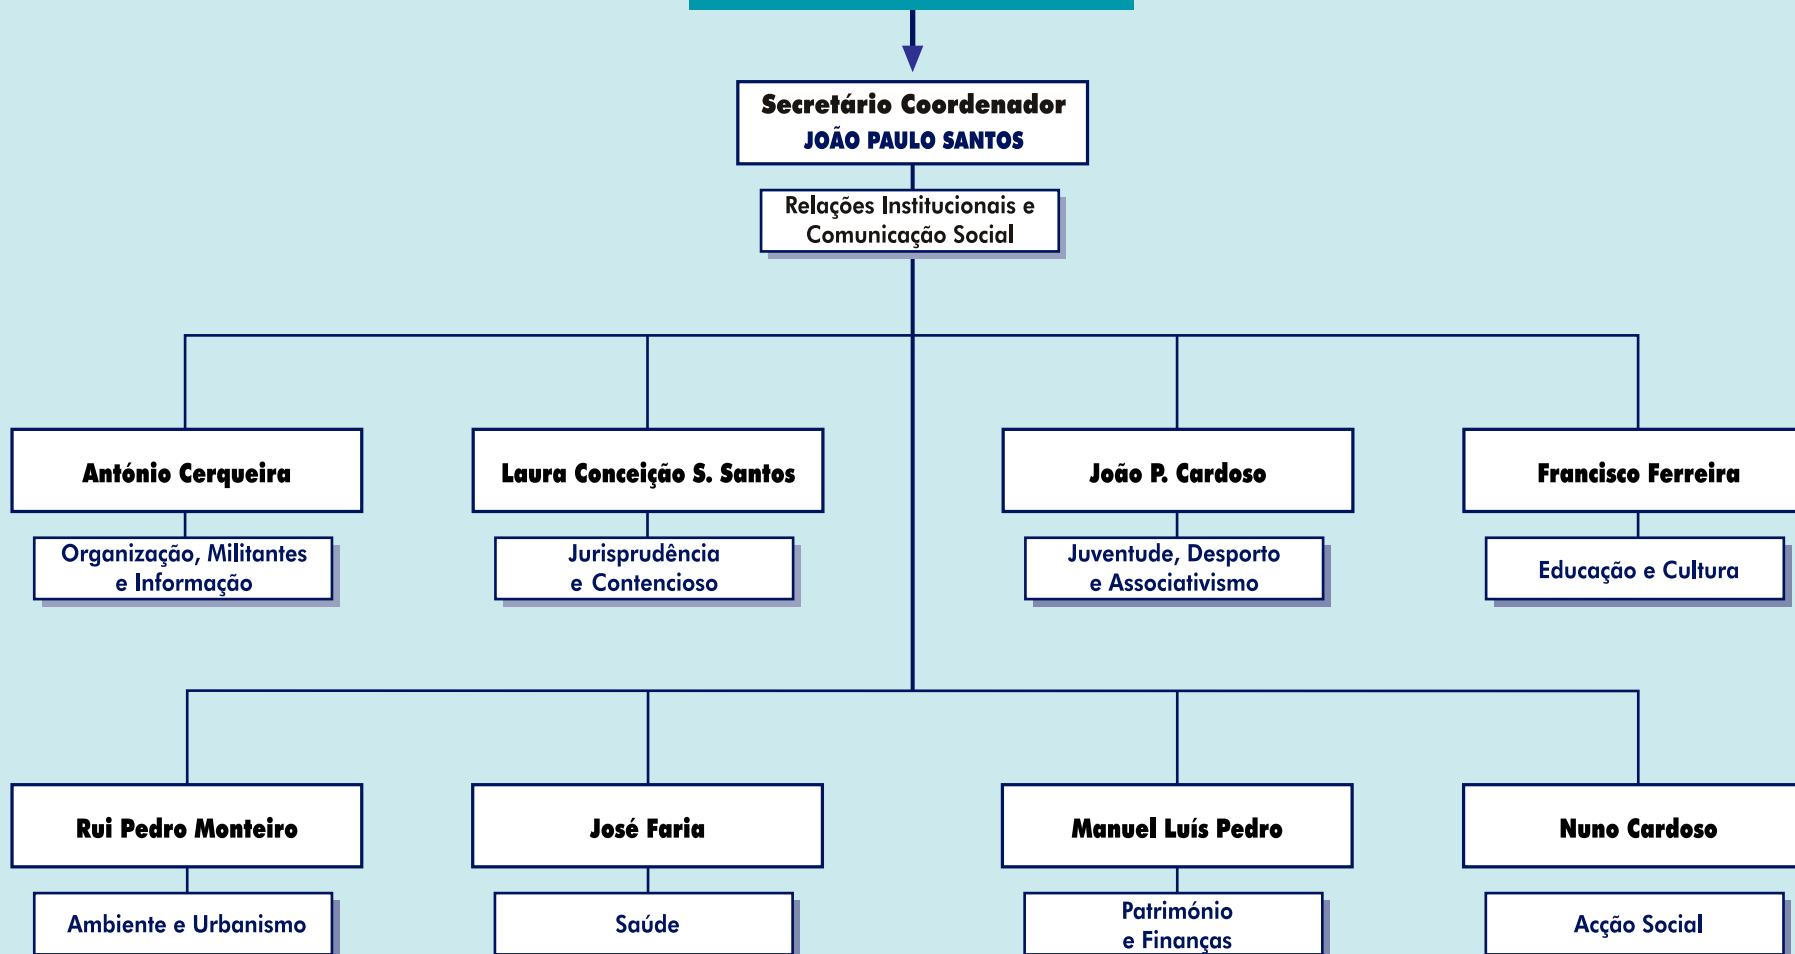 Secretário Coordenador
JOÃO PAULO SANTOS
Relações Institucionais e
Comunicação Social
António Cerqueira
Laura Conceição S. Santos
João P. Cardoso
Francisco Ferreira
Organização, Militantes
e Informação
Jurisprudência
e Contencioso
Juventude, Desporto
e Associativismo
Educação e Cultura
Rui Pedro Monteiro
José Faria
Manuel Luís Pedro
Nuno Cardoso
Ambiente e Urbanismo
Saúde
Património
e Finanças
Acção Social